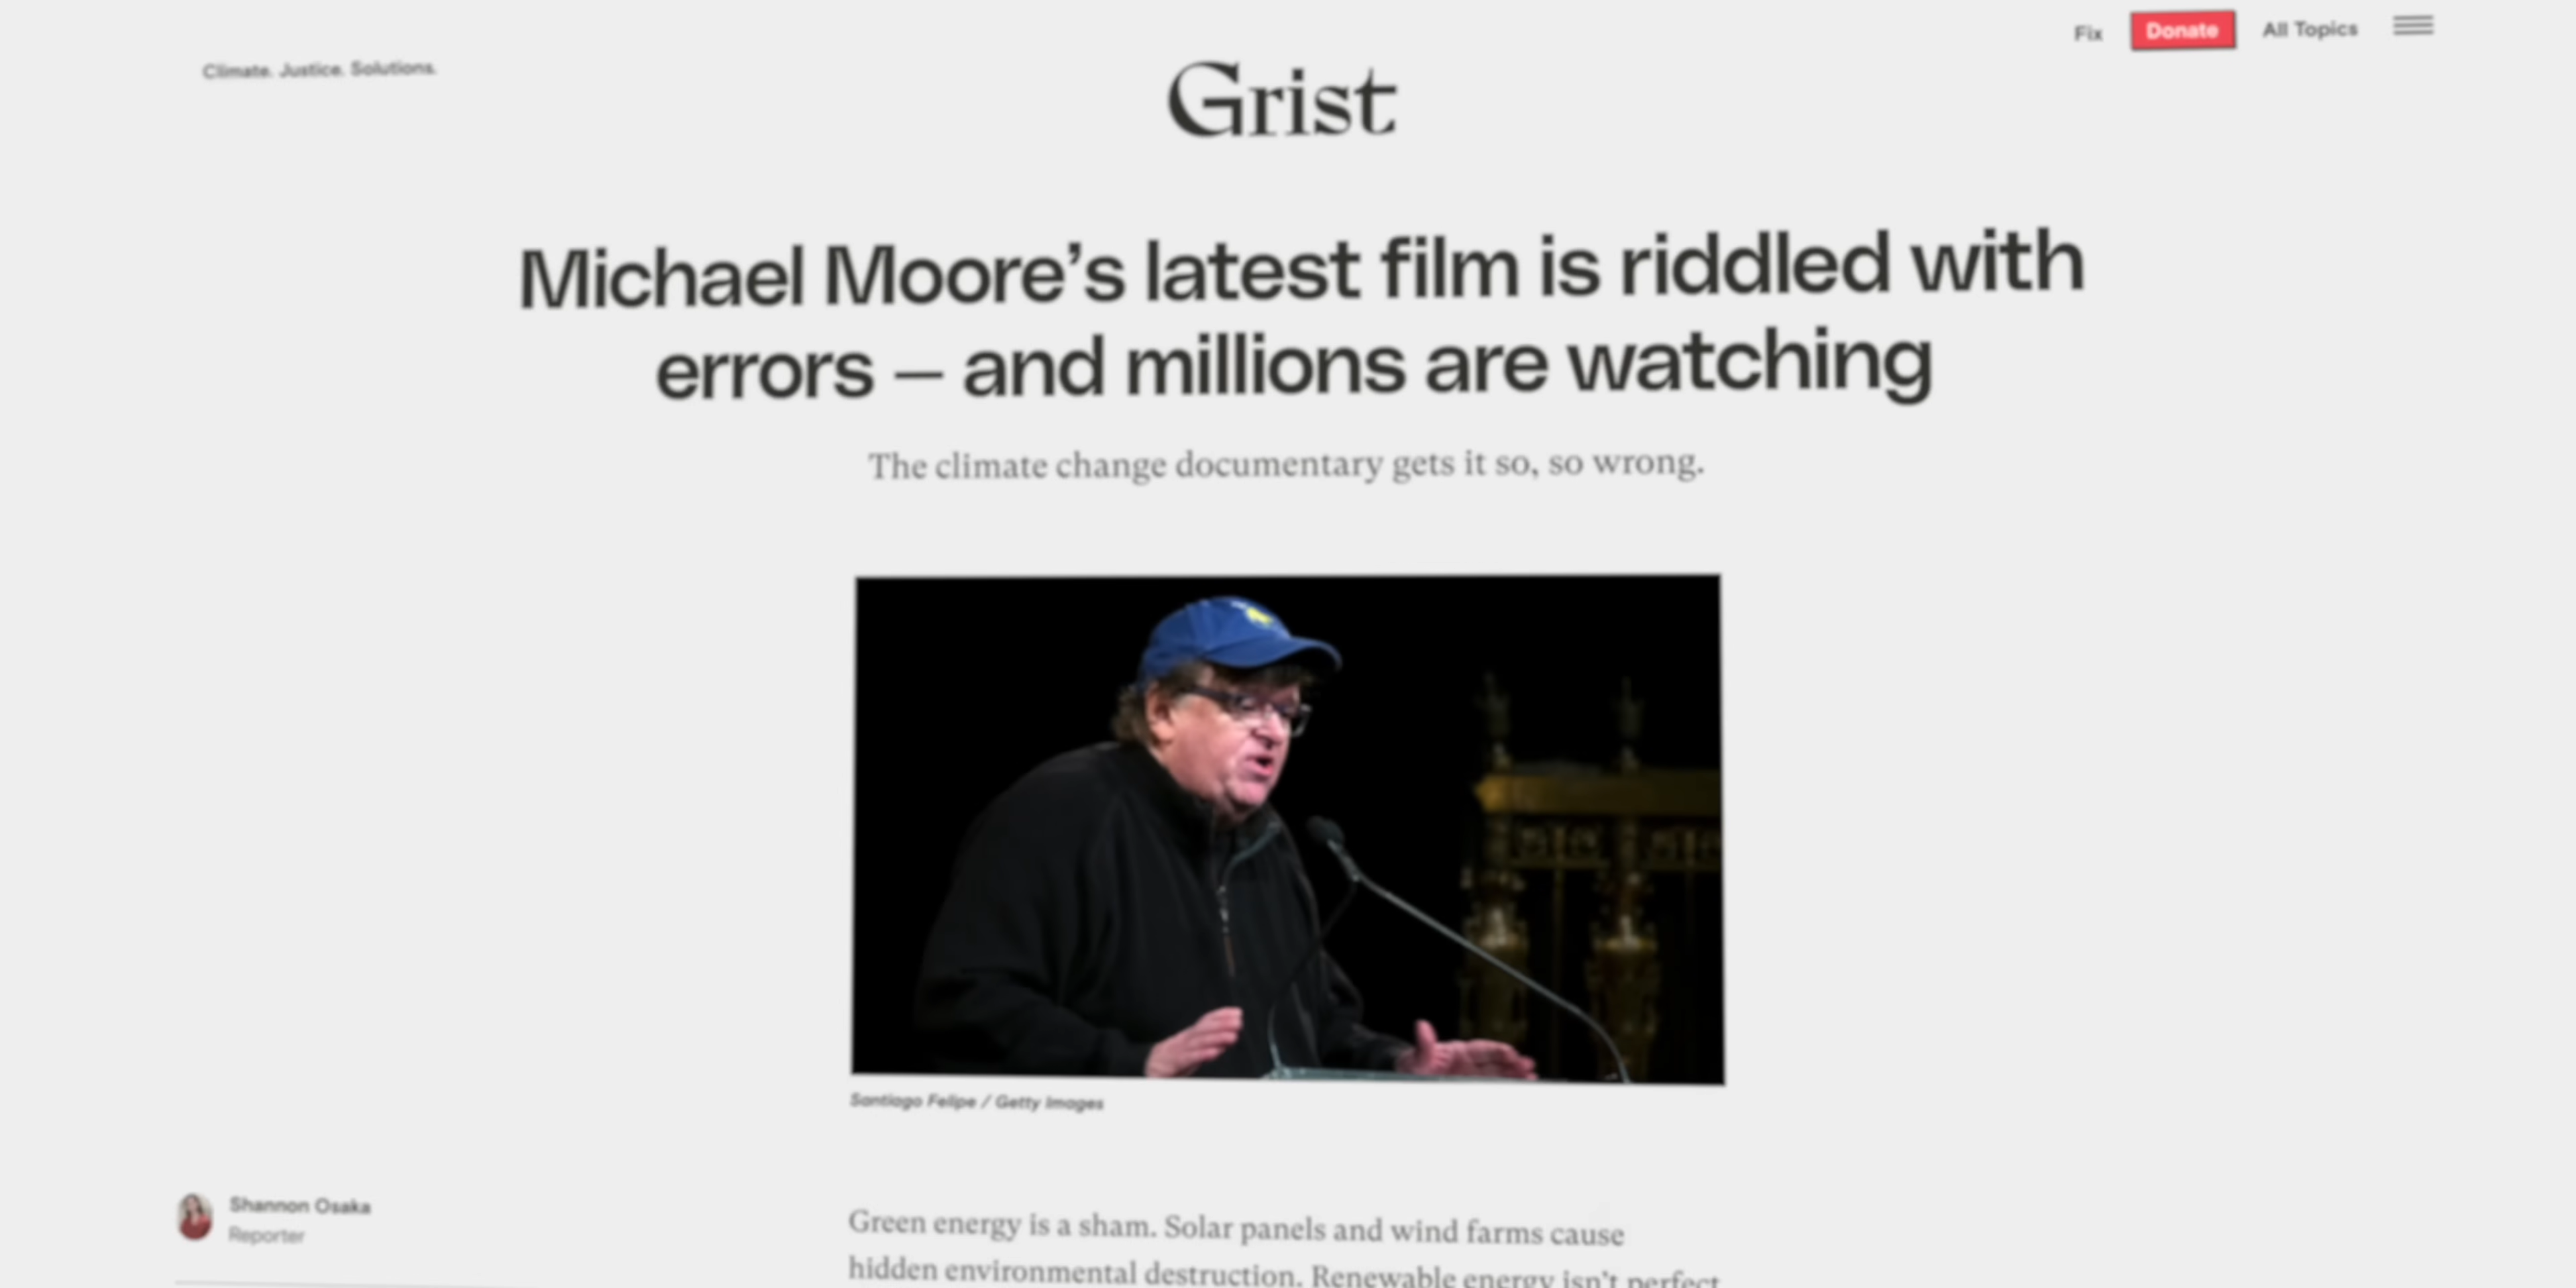 Fix
Donate
All Topics
Climate. Justice. Solutions.
Grist
Michael Moore’s latest film is riddled with
errors – and millions are watching
The climate change documentary gets it so, so wrong.
Santiago Felipe / Getty Images
Shannon Osaka
Reporter
Green energy is a sham. Solar panels and wind farms cause
hidden environmental destruction. Renewable energy isn't perfect